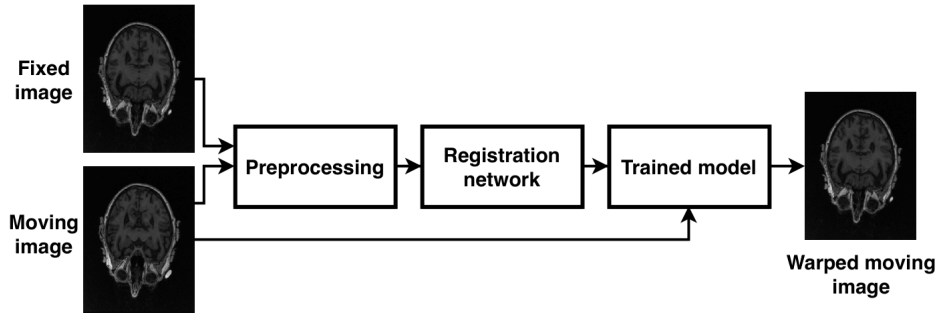 Fixed
image
Moving
image
Preprocessing
Registration
network
Trained model
Warped moving
image